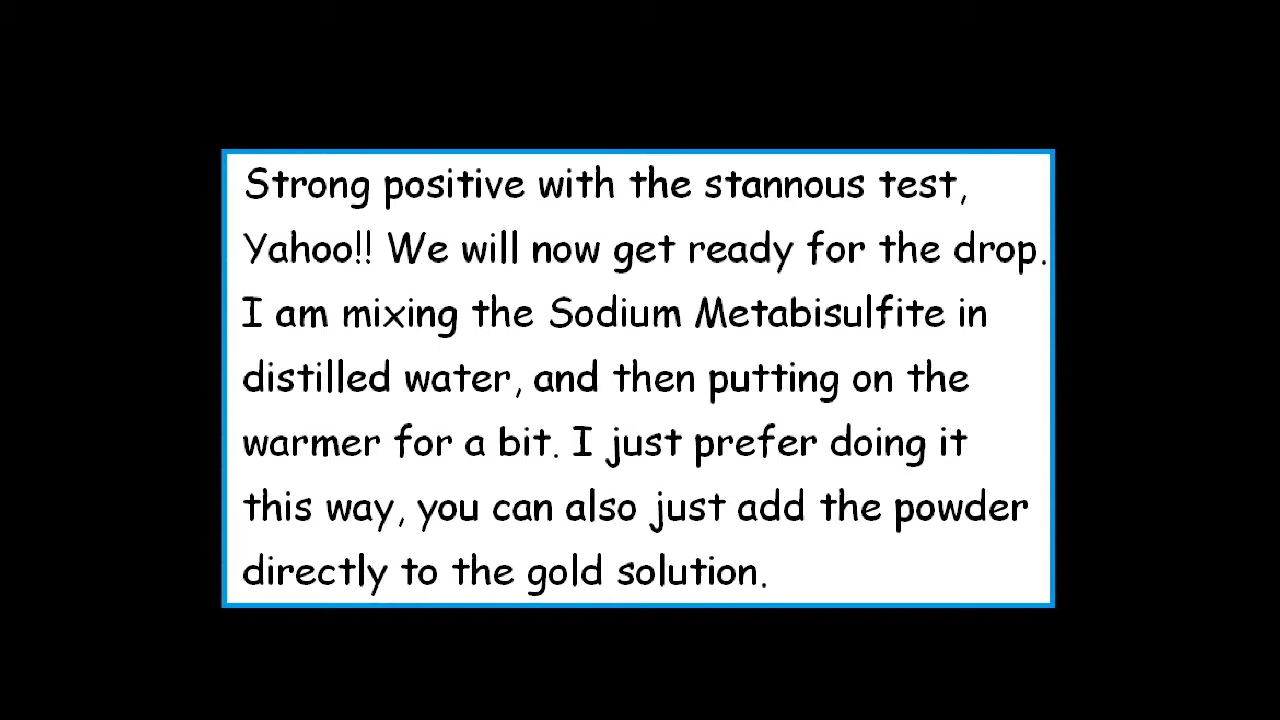 Strong positive with the stannous test,
Yahoo!! We will now get ready for the drop.
I am mixing the Sodium Metabisulfite in
distilled water, and then putting on the
warmer for a bit. I just prefer doing it
this way, you can also just add the powder
directly to the gold solution.